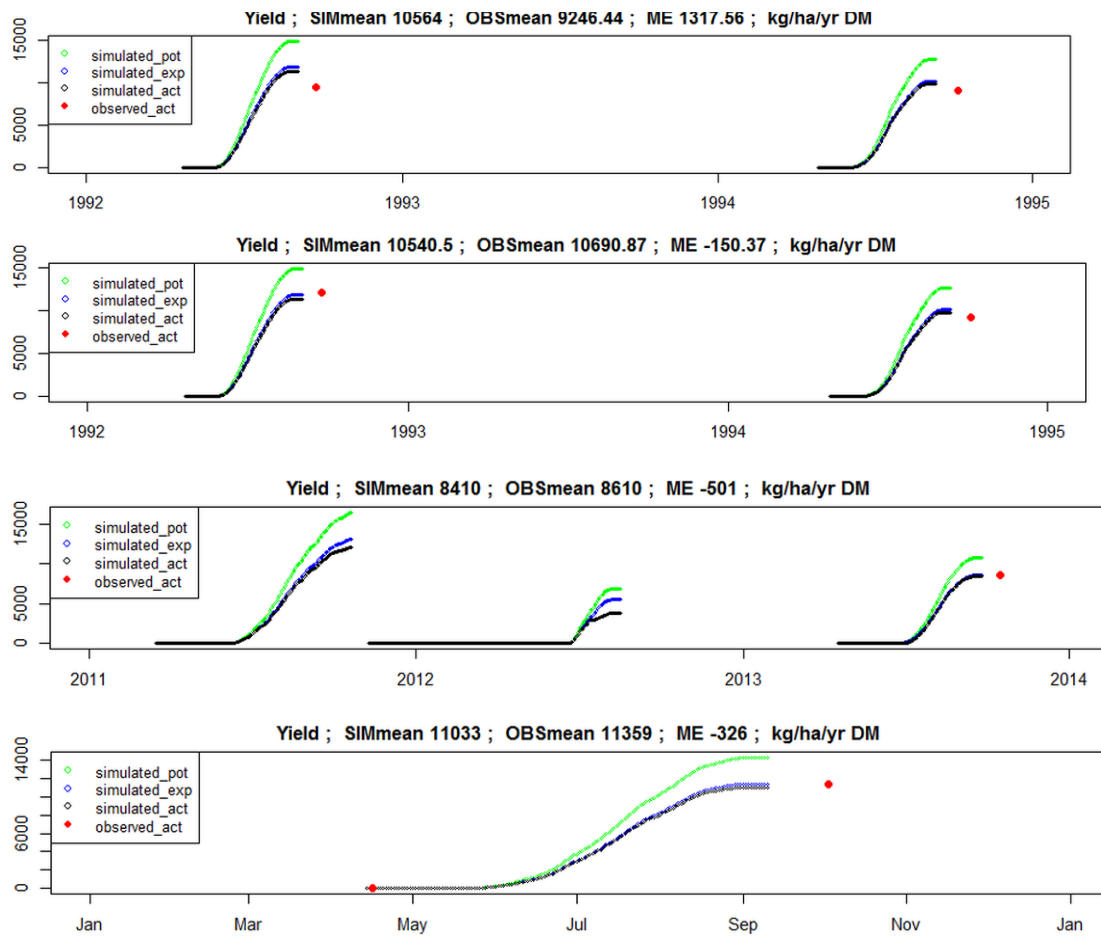 Yield ; SIMmean 10564 ; OBSmean 9246.44 ; ME 1317.56 ; kg/ha/yr DM
15000
5000
0
simulated_pot
simulated_exp
simulated_act
observed_act
1992
1993
1994
1995
Yield ; SIMmean 10540.5 ; OBSmean 10690.87 ; ME -150.37 ; kg/ha/yr DM
15000
5000
0
simulated_pot
simulated_exp
simulated_act
observed_act
1992
1993
1994
1995
Yield ; SIMmean 8410 ; OBSmean 8610 ; ME -501 ; kg/ha/yr DM
15000
5000
0
simulated_pot
simulated_exp
simulated_act
observed_act
2011
2012
2013
2014
Yield ; SIMmean 11033 ; OBSmean 11359 ; ME -326 ; kg/ha/yr DM
14000
6000
0
simulated_pot
simulated_exp
simulated_act
observed_act
Jan
Mar
May
Jul
Sep
Nov
Jan